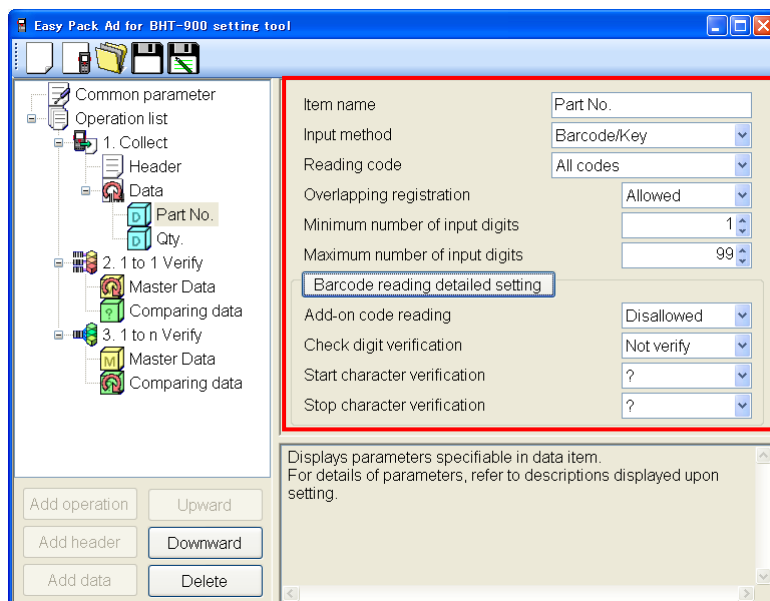 Easy Pack Ad for BHT-900 setting tool
Common parameter
Operation list
1. Collect
Header
Data
D Part No.
D Qty.
2. 1 to 1 Verify
Master Data
? Comparing data
3. 1 to n Verify
M Master Data
Comparing data
Add operation Upward
Add header Downward
Add data Delete
Item name Part No.
Input method Barcode/Key
Reading code All codes
Overlapping registration Allowed
Minimum number of input digits 1
Maximum number of input digits 99
Barcode reading detailed setting
Add-on code reading Disallowed
Check digit verification Not verify
Start character verification ?
Stop character verification ?
Displays parameters specifiable in data item.
For details of parameters, refer to descriptions displayed upon
setting.